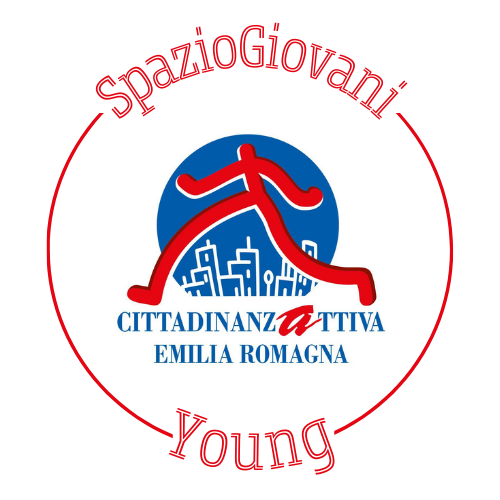 SpazioGiovani
CITTADINANZaTTIVA
EMILIA ROMAGNA
Young